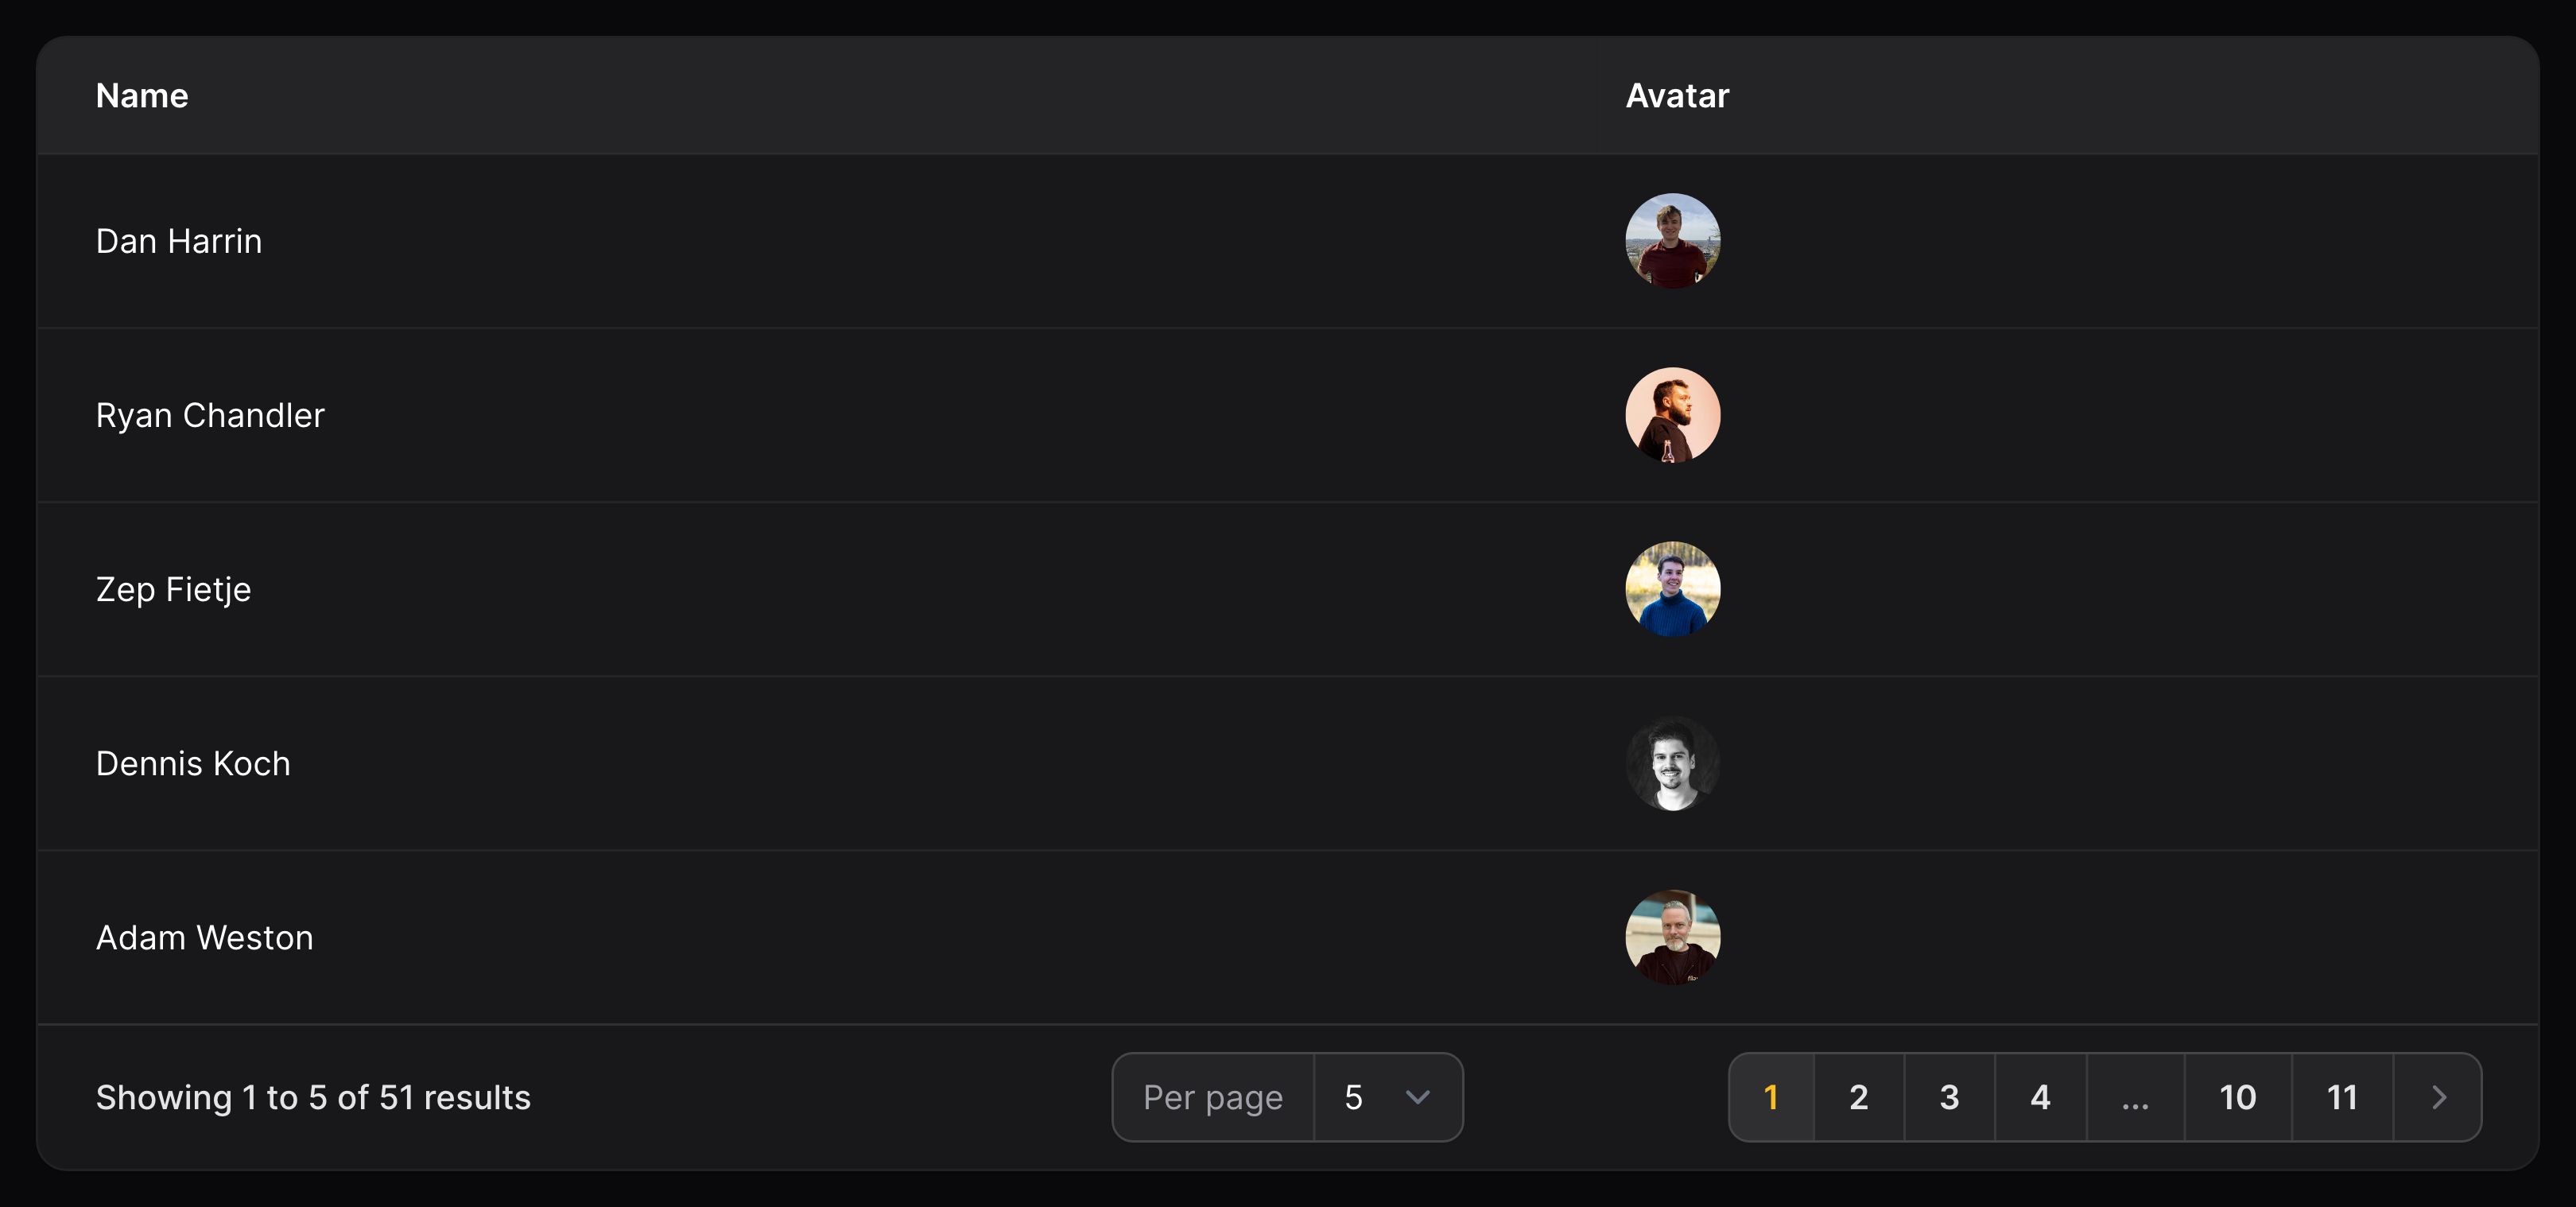 Name Avatar
Dan Harrin
Ryan Chandler
Zep Fietje
Dennis Koch
Adam Weston
Showing 1 to 5 of 51 results Per page 5 1 2 3 4 ... 10 11